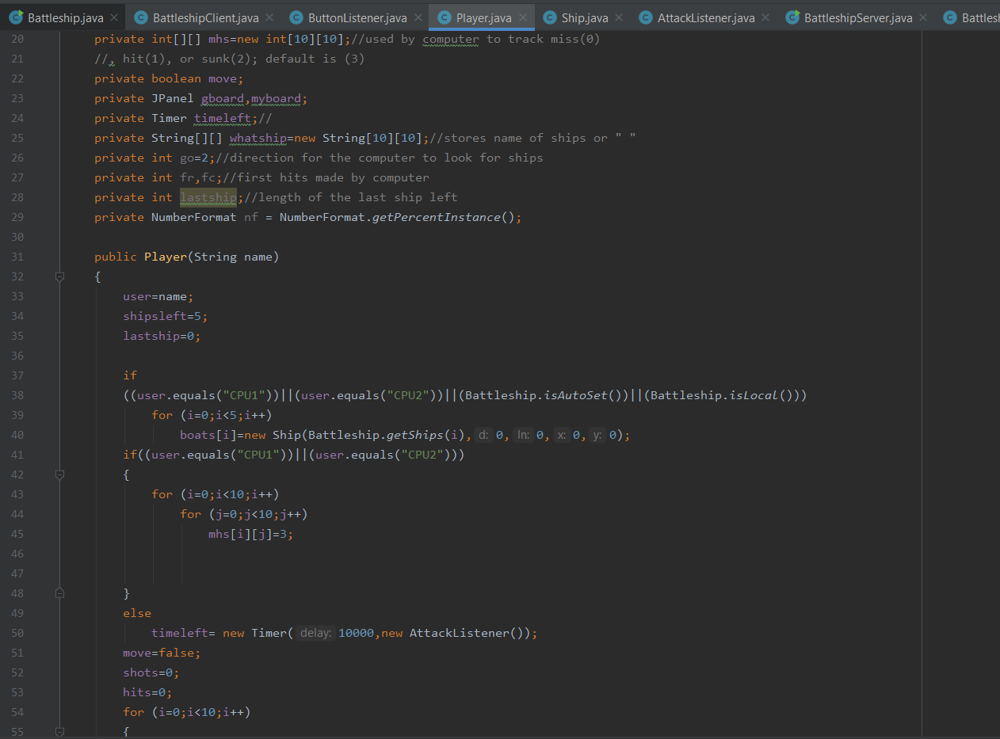 Battleship.java BattleshipClient.java ButtonListener.java Player.java Ship.java AttackListener.java BattleshipServer.java Battlesh
20 private int[][] mhs=new int[10][10];//used by computer to track miss(0)
21 //, hit(1), or sunk(2); default is (3)
22 private boolean move;
23 private JPanel gboard,myboard;
24 private Timer timeleft;//
25 private String[][] whatship=new String[10][10];//stores name of ships or " "
26 private int go=2;//direction for the computer to look for ships
27 private int fr,fc;//first hits made by computer
28 private int lastship;//length of the last ship left
29 private NumberFormat nf = NumberFormat.getPercentInstance();
30
31 public Player(String name)
32 {
33 user=name;
34 shipsleft=5;
35 lastship=0;
36
37 if
38 ((user.equals("CPU1"))||(user.equals("CPU2"))||(Battleship.isAutoSet())||(Battleship.isLocal()))
39 for (i=0;i<5;i++)
40 boats[i]=new Ship(Battleship.getShips(i), d: 0, ln: 0, x: 0, y: 0);
41 if((user.equals("CPU1"))||(user.equals("CPU2")))
42 {
43 for (i=0;i<10;i++)
44 for (j=0;j<10;j++)
45 mhs[i][j]=3;
46
47
48 }
49 else
50 timeleft= new Timer( delay: 10000,new AttackListener());
51 move=false;
52 shots=0;
53 hits=0;
54 for (i=0;i<10;i++)
55 {